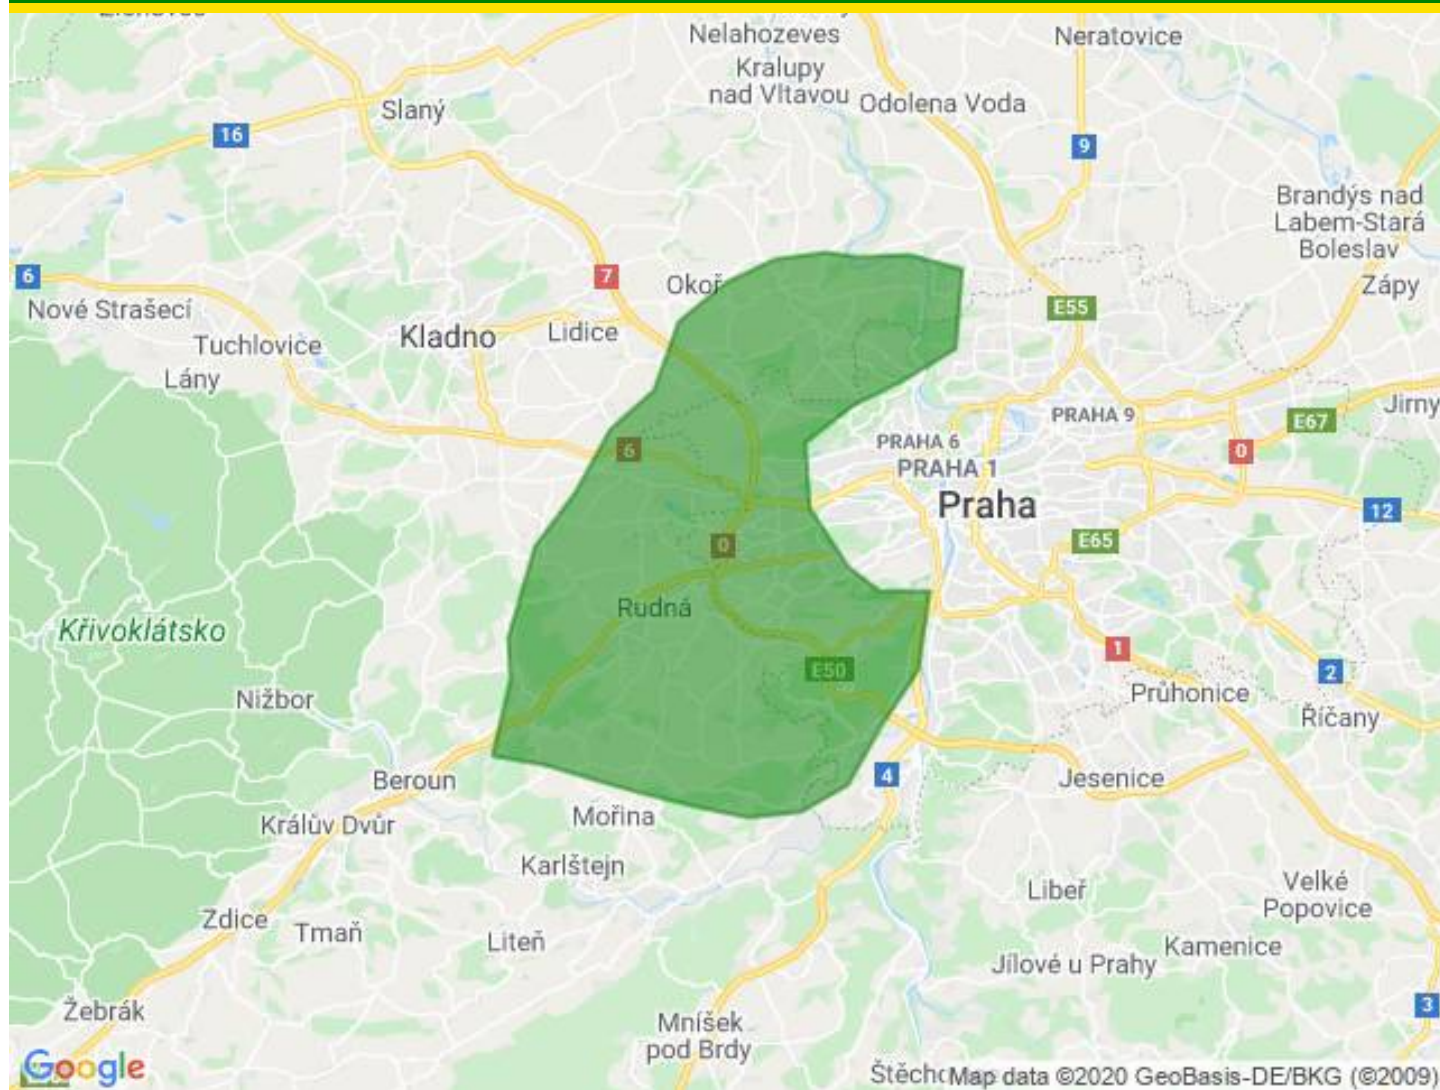 Nelahozeves
Neratovice
Kralupy
nad Vltavou
Odolena Voda
Slaný
16
9
Brandýs nad
Labem-Stará
Boleslav
6
7
Okoř
Zápy
Nové Strašecí
E55
Kladno
Lidice
Tuchlovice
Lány
Jirny
PRAHA 9
E67
PRAHA 6
6
0
PRAHA 1
Praha
12
0
E65
Rudná
Křivoklátsko
1
E50
2
Nižbor
Průhonice
Říčany
Beroun
4
Jesenice
Králův Dvůr
Mořina
Karlštejn
Libeř
Velké
Popovice
Zdice
Tmaň
Liteň
Kamenice
Jílové u Prahy
Žebrák
3
Mníšek
pod Brdy
Google
Štěcho
Map data ©2020 GeoBasis-DE/BKG (©2009)